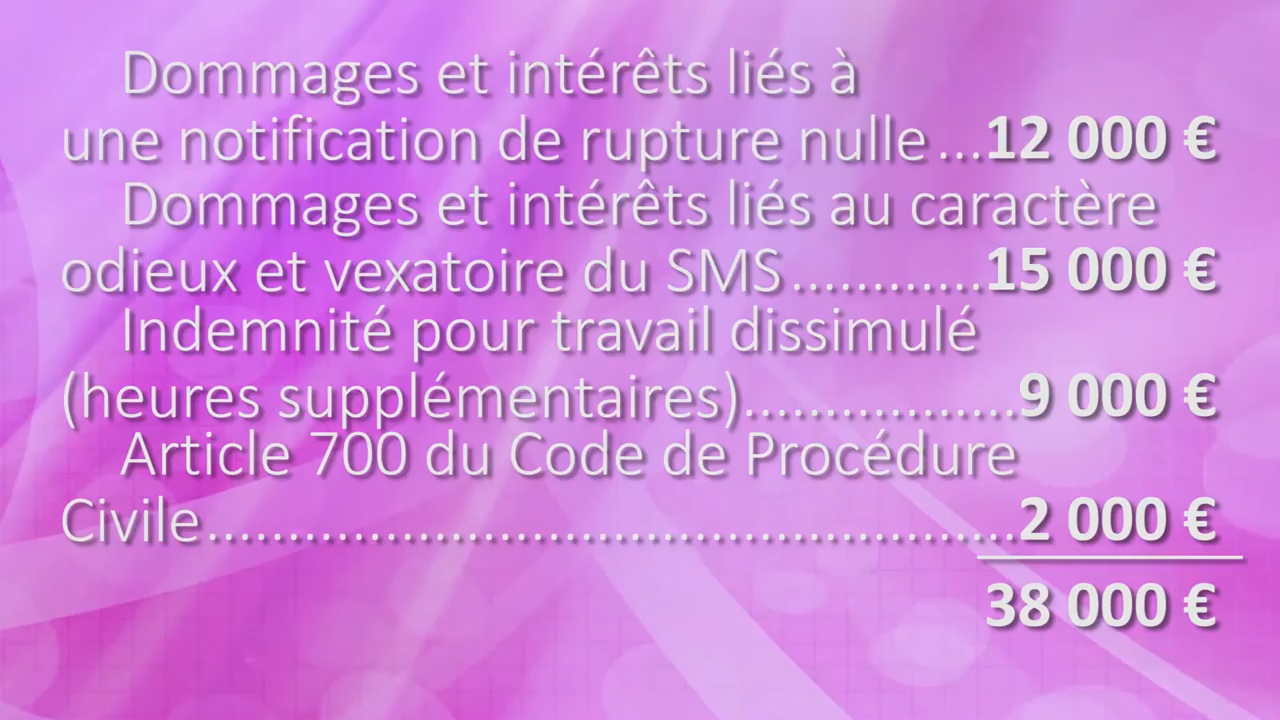 Dommages et intérêts liés à
une notification de rupture nulle...12 000 €
Dommages et intérêts liés au caractère
odieux et vexatoire du SMS............15 000 €
Indemnité pour travail dissimulé
(heures supplémentaires).................9 000 €
Article 700 du Code de Procédure
Civile..................................................2 000 €
38 000 €